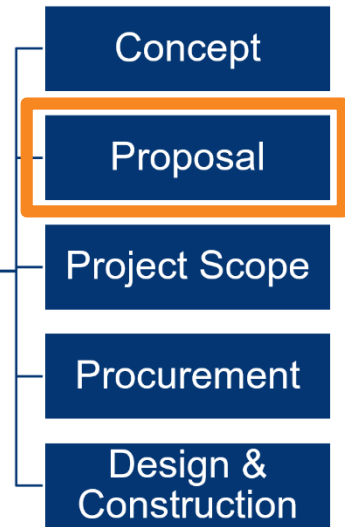 Concept
Proposal
Project Scope
Procurement
Design &
Construction